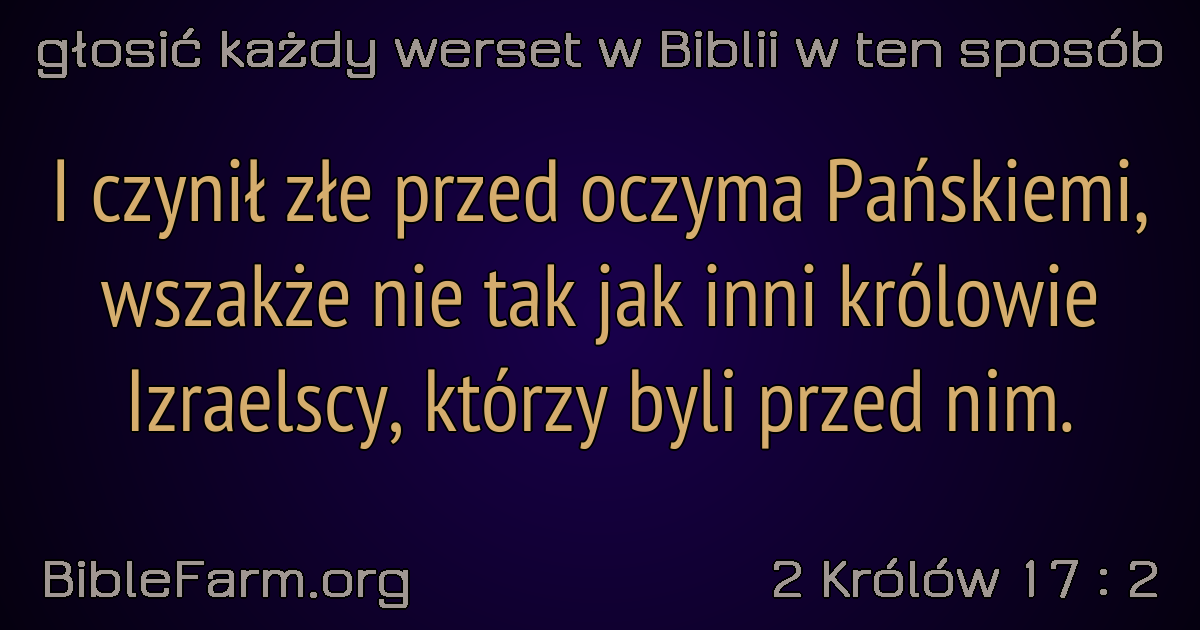 głosić każdy werset w Biblii w ten sposób
I czynił złe przed oczyma Pańskiemi,
wszakże nie tak jak inni królowie
Izraelscy, którzy byli przed nim.
BibleFarm.org
2 Królów 17 : 2